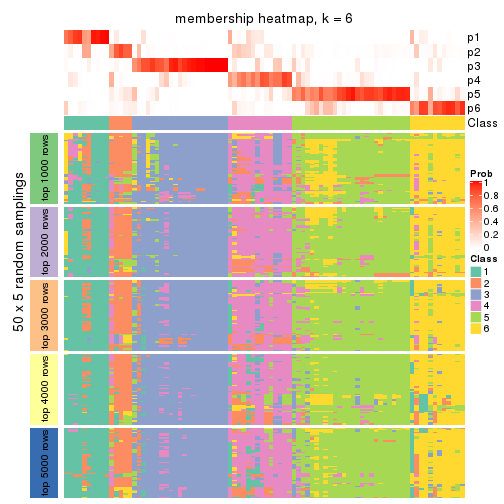 membership heatmap, k = 6
p1
p2
p3
p4
p5
p6
Class
50 x 5 random samplings
top 1000 rows
top 2000 rows
top 3000 rows
top 4000 rows
top 5000 rows
Prob
1
0.8
0.6
0.4
0.2
0
Class
1
2
3
4
5
6